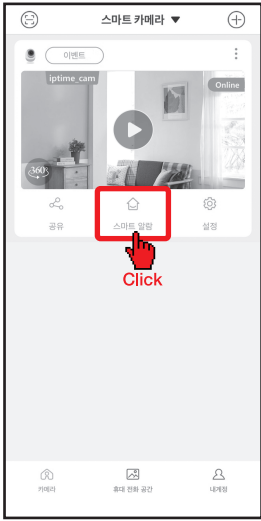 스마트 카메라 ▼
이벤트
iptime_cam
Online
360°
공유
스마트 알람
설정
Click
카메라
휴대 전화 공간
내계정